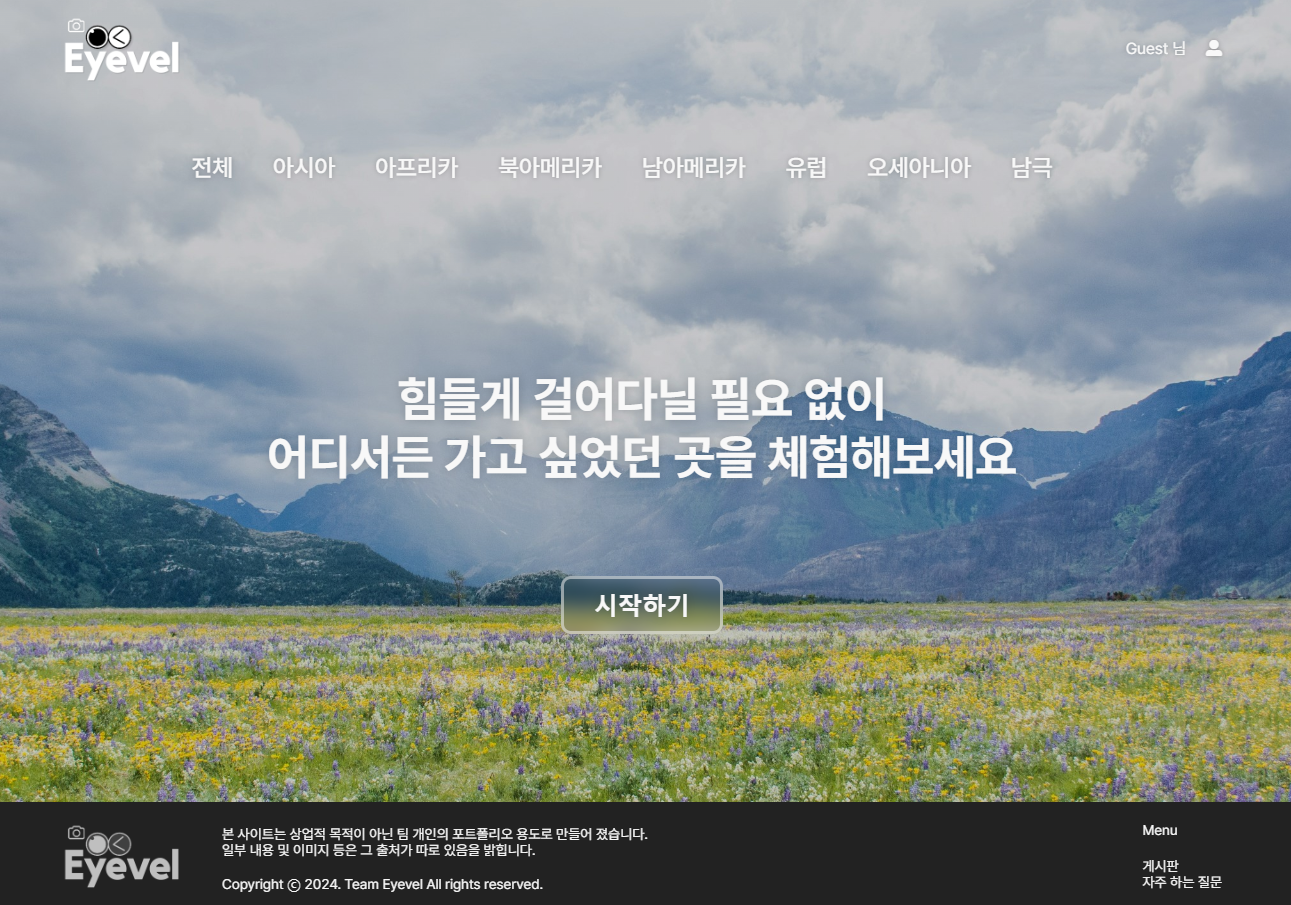 Eyevel
Guest 님
전체 아시아 아프리카 북아메리카 남아메리카 유럽 오세아니아 남극
힘들게 걸어다닐 필요 없이
어디서든 가고 싶었던 곳을 체험해보세요
시작하기
Eyevel
본 사이트는 상업적 목적이 아닌 팀 개인의 포트폴리오 용도로 만들어 졌습니다.
일부 내용 및 이미지 등은 그 출처가 따로 있음을 밝힙니다.
Copyright ⓒ 2024. Team Eyevel All rights reserved.
Menu
게시판
자주 하는 질문